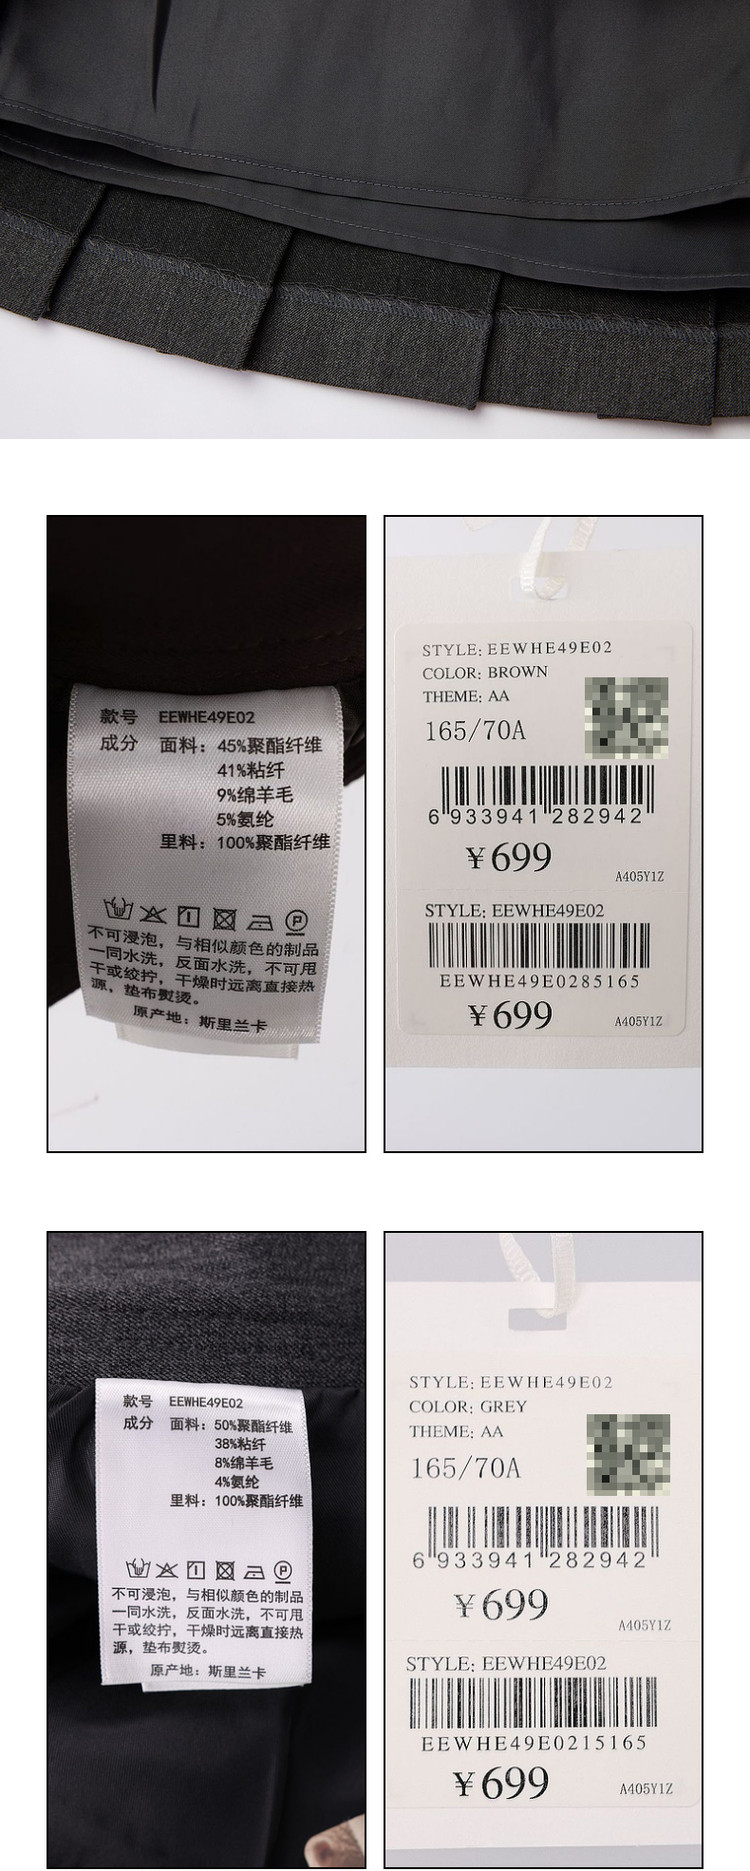 款号 EEWHE49E02
成分 面料：45%聚酯纤维
41%粘纤
9%绵羊毛
5%氨纶
里料：100%聚酯纤维
不可浸泡，与相似颜色的制品
一同水洗，反面水洗，不可甩
干或绞拧，干燥时远离直接热
源，垫布熨烫。
原产地：斯里兰卡
STYLE: EEWHE49E02
COLOR: BROWN
THEME: AA
165/70A
6 933941 282942
¥699
A405Y1Z
STYLE: EEWHE49E02
EEWHE49E0285165
¥699
A405Y1Z
款号 EEWHE49E02
成分 面料：50%聚酯纤维
38%粘纤
8%绵羊毛
4%氨纶
里料：100%聚酯纤维
不可浸泡，与相似颜色的制品
一同水洗，反面水洗，不可甩
干或绞拧，干燥时远离直接热
源，垫布熨烫。
原产地：斯里兰卡
STYLE: EEWHE49E02
COLOR: GREY
THEME: AA
165/70A
6 933941 282942
¥699
A405Y1Z
STYLE: EEWHE49E02
EEWHE49E0215165
¥699
A405Y1Z